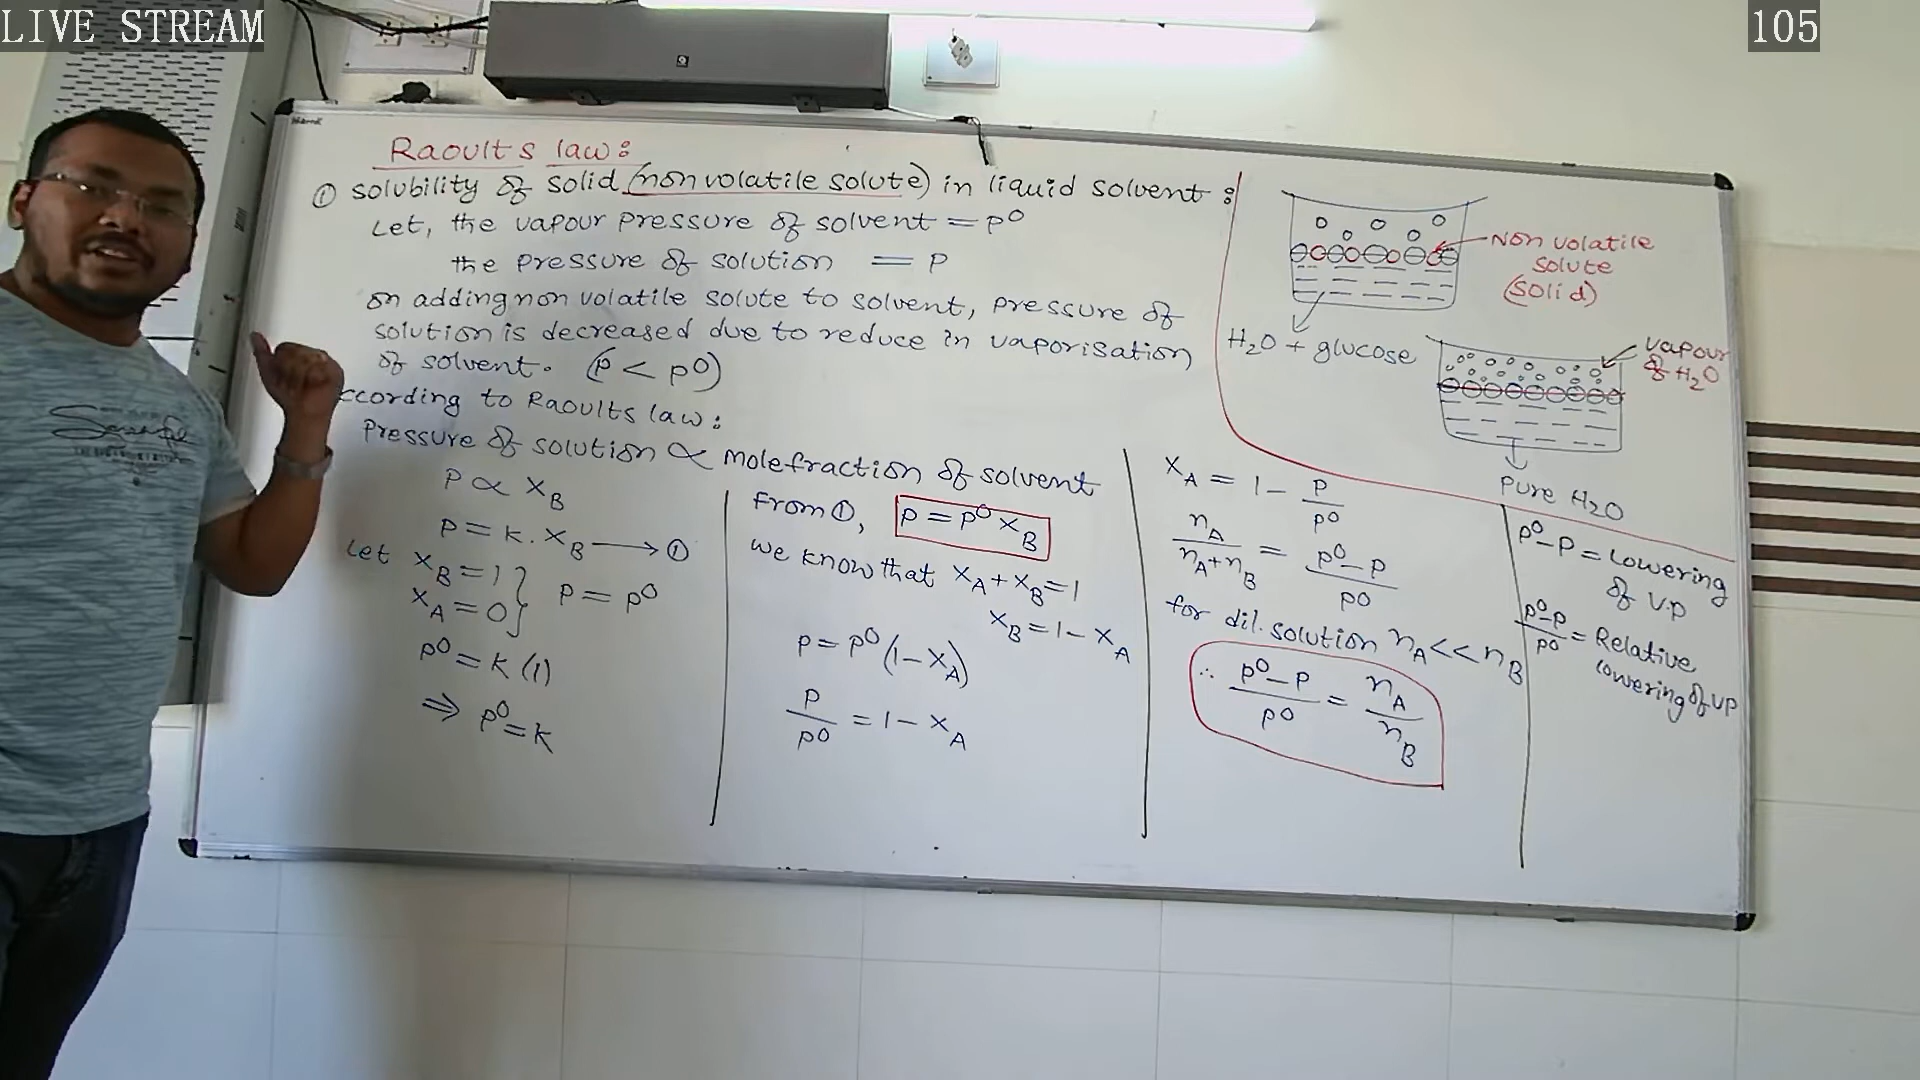 LIVE STREAM
105
Raoults law:
① solubility of solid (non volatile solute) in liquid solvent:
Let, the vapour pressure of solvent = p⁰
the pressure of solution = p
on adding non volatile solute to solvent, pressure of
solution is decreased due to reduce in vaporisation
of solvent. (p < p⁰)
ccording to Raoults law:
Pressure of solution ∝ molefraction of solvent
P ∝ X_B
P = K. X_B ⟶ ①
Let X_B = 1
X_A = 0 } P = P⁰
P⁰ = K (1)
⇒ P⁰ = K
From ①, P = P⁰ X_B
we know that X_A + X_B = 1
X_B = 1 - X_A
P = P⁰ (1 - X_A)
P/P⁰ = 1 - X_A
X_A = 1 - P/P⁰
n_A/(n_A + n_B) = (P⁰ - P)/P⁰
for dil. solution n_A << n_B
∴ (P⁰ - P)/P⁰ = n_A/n_B
P⁰ - P = Lowering
of V.P
(P⁰ - P)/P⁰ = Relative
lowering of VP
Non volatile
solute
(solid)
H₂O + glucose
vapour
of H₂O
Pure H₂O